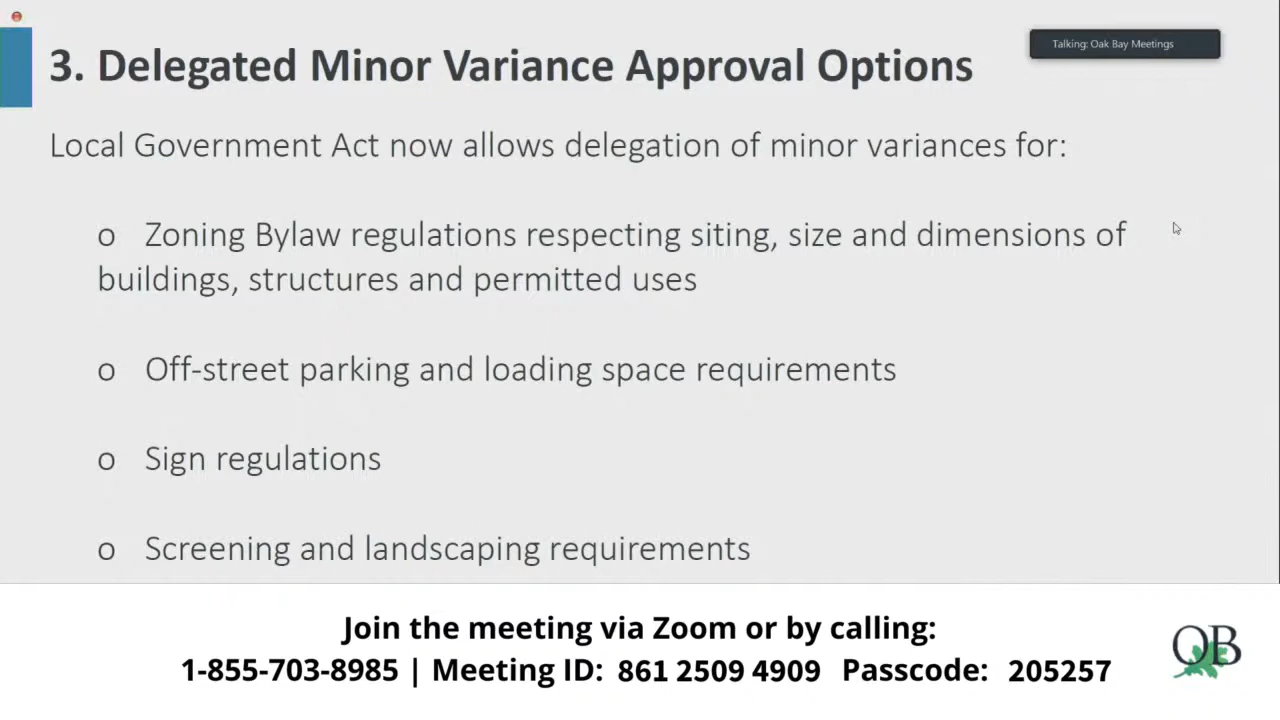 3. Delegated Minor Variance Approval Options
Talking: Oak Bay Meetings
Local Government Act now allows delegation of minor variances for:
o Zoning Bylaw regulations respecting siting, size and dimensions of
buildings, structures and permitted uses
o Off-street parking and loading space requirements
o Sign regulations
o Screening and landscaping requirements
Join the meeting via Zoom or by calling:
1-855-703-8985 | Meeting ID: 861 2509 4909 Passcode: 205257
OB